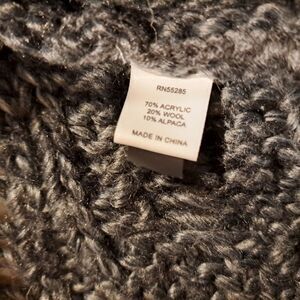 RN55285
70% ACRYLIC
20% WOOL
10% ALPACA
MADE IN CHINA